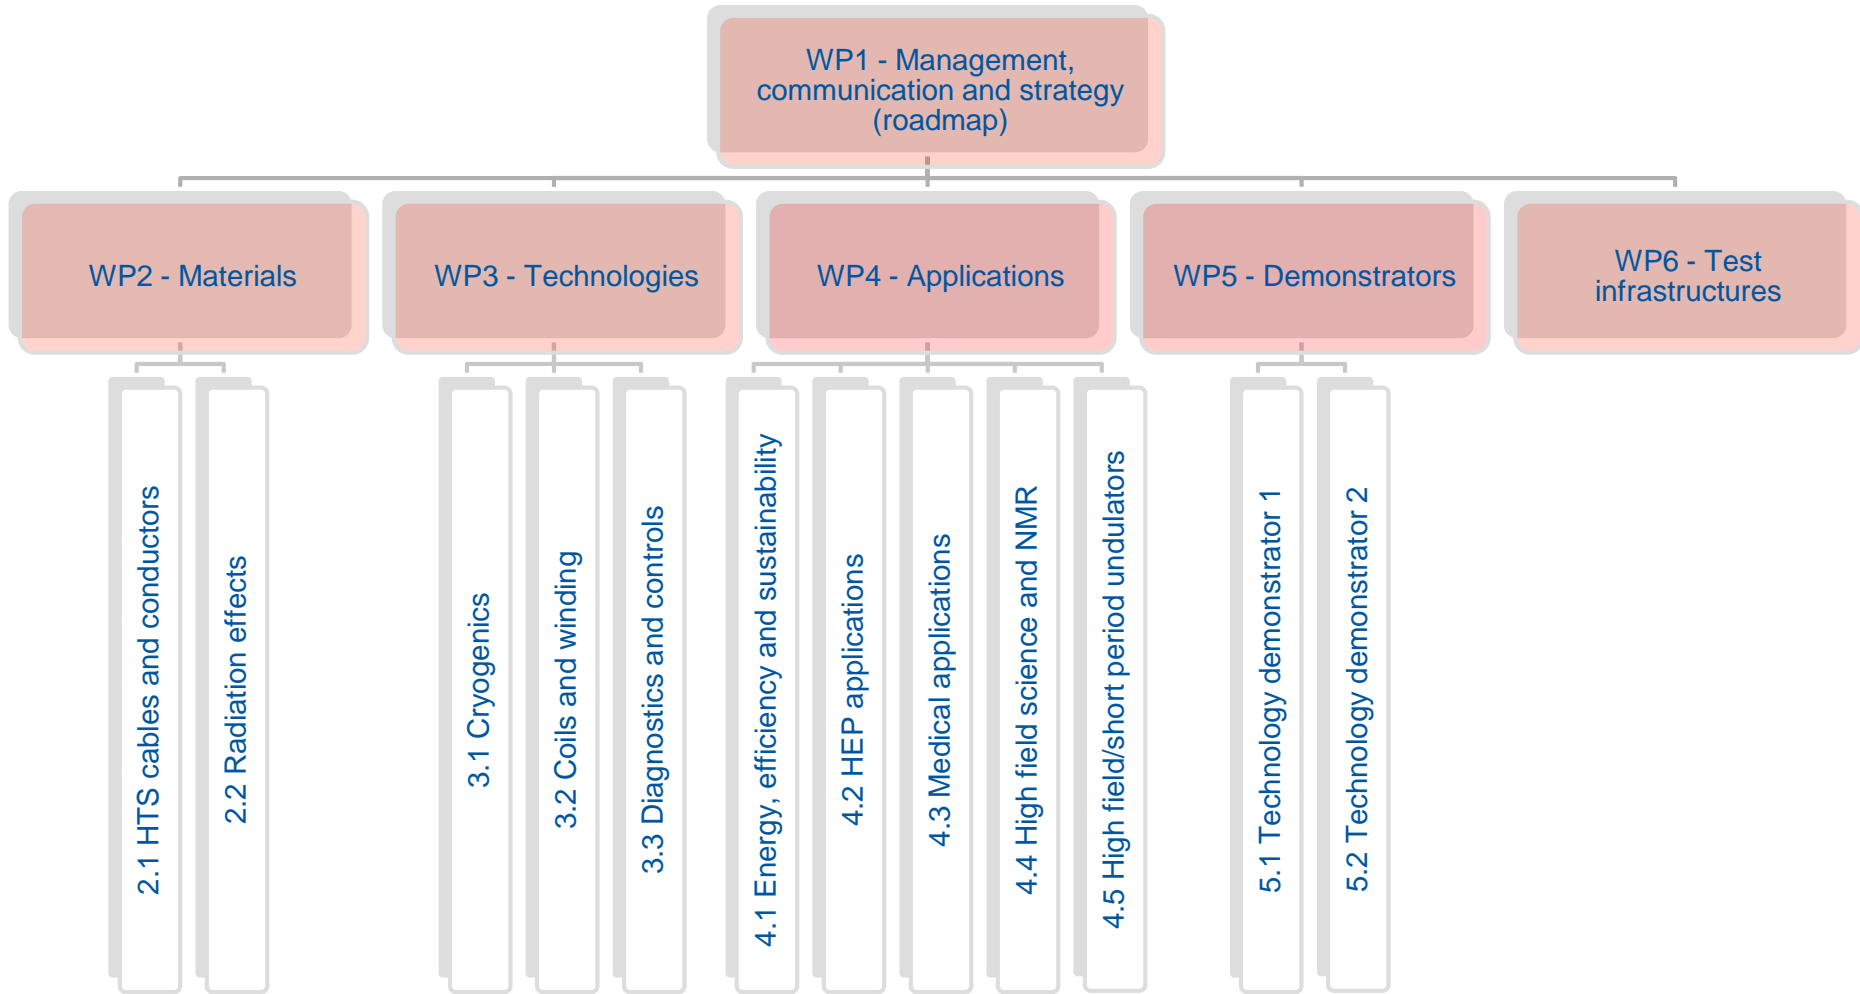 WP1 - Management,
communication and strategy
(roadmap)
WP2 - Materials
WP3 - Technologies
WP4 - Applications
WP5 - Demonstrators
WP6 - Test
infrastructures
2.1 HTS cables and conductors
2.2 Radiation effects
3.1 Cryogenics
3.2 Coils and winding
3.3 Diagnostics and controls
4.1 Energy, efficiency and sustainability
4.2 HEP applications
4.3 Medical applications
4.4 High field science and NMR
4.5 High field/short period undulators
5.1 Technology demonstrator 1
5.2 Technology demonstrator 2